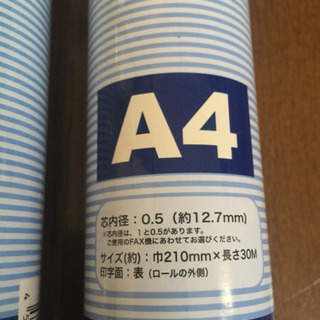 A4
芯内径：0.5（約12.7mm）
※芯内径は、1と0.5があります。
ご使用のFAX機にあわせてお選びください。
サイズ(約)：巾210mm×長さ30M
印字面：表（ロールの外側）